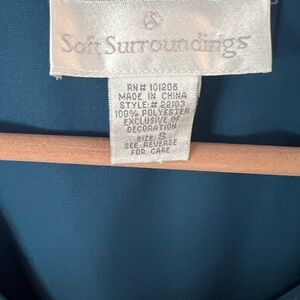 S
Soft Surroundings
RN# 101206
MADE IN CHINA
STYLE:# 22103
100% POLYESTER
EXCLUSIVE OF
DECORATION
SIZE: S
SEE REVERSE
FOR CARE